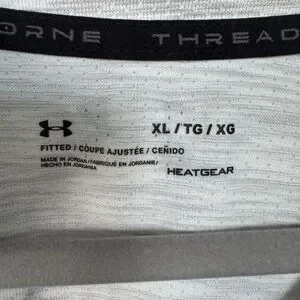 ORNE THREAD
XL / TG / XG
FITTED / COUPE AJUSTÉE / CEÑIDO
MADE IN JORDAN / FABRIQUÉ EN JORDANIE /
HECHO EN JORDANIA
HEATGEAR